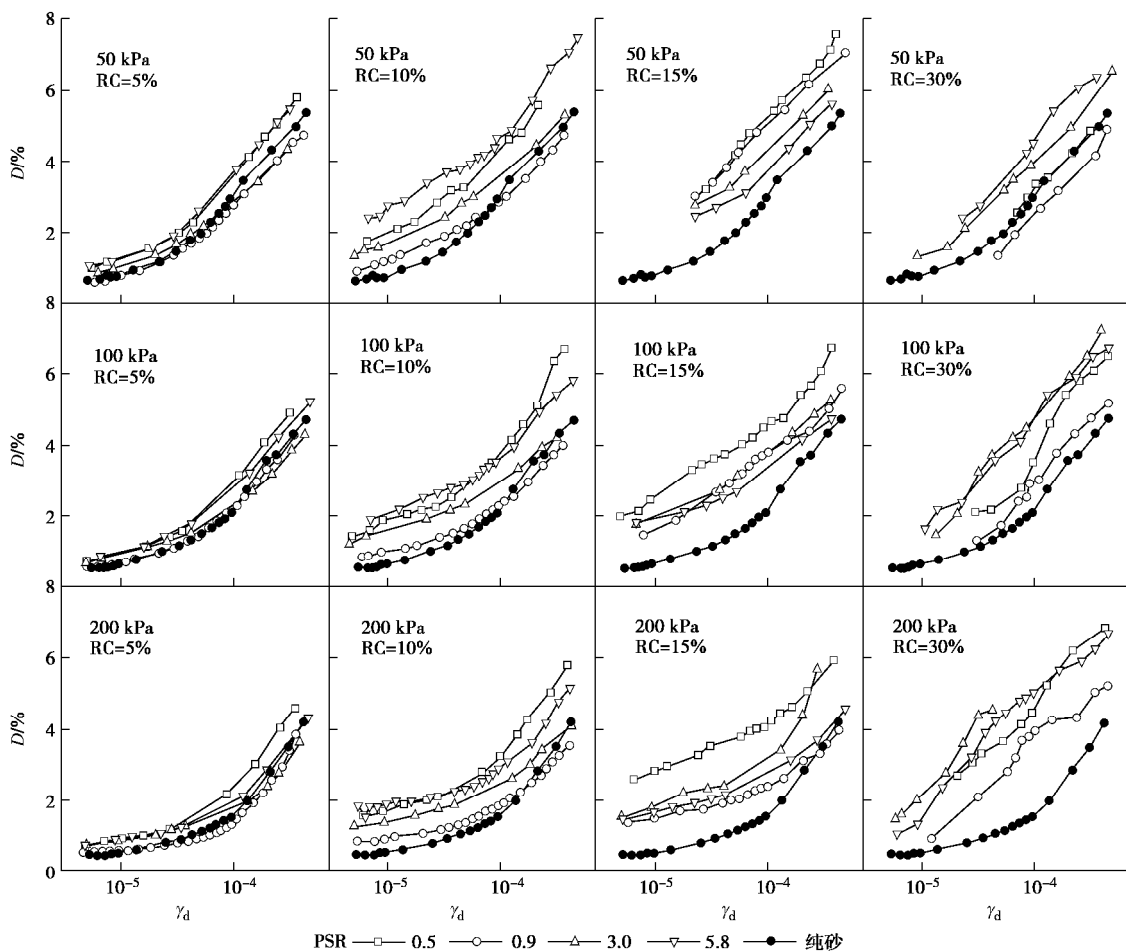 8
50 kPa
RC=5%
50 kPa
RC=10%
50 kPa
RC=15%
50 kPa
RC=30%
6
D/%
4
2
8
100 kPa
RC=5%
100 kPa
RC=10%
100 kPa
RC=15%
100 kPa
RC=30%
6
D/%
4
2
8
200 kPa
RC=5%
200 kPa
RC=10%
200 kPa
RC=15%
200 kPa
RC=30%
6
D/%
4
2
0
10⁻⁵ 10⁻⁴ 10⁻⁵ 10⁻⁴ 10⁻⁵ 10⁻⁴ 10⁻⁵ 10⁻⁴
γd γd γd γd
PSR 0.5 0.9 3.0 5.8 纯砂